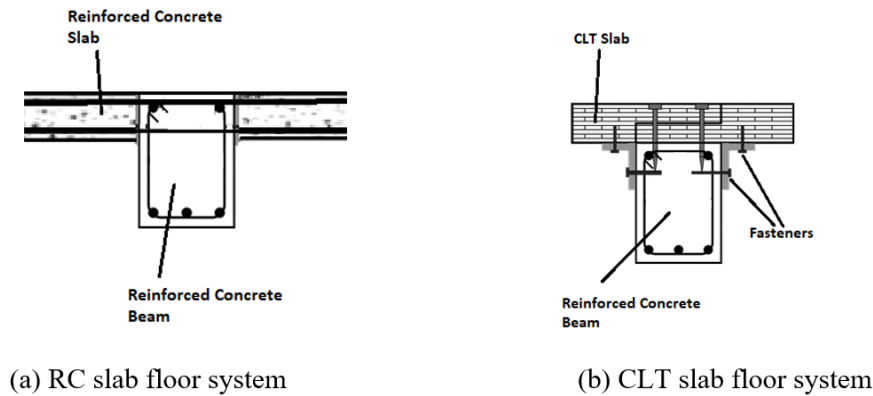 Reinforced Concrete
Slab
CLT Slab
Fasteners
Reinforced Concrete
Beam
Reinforced Concrete
Beam
(a) RC slab floor system
(b) CLT slab floor system